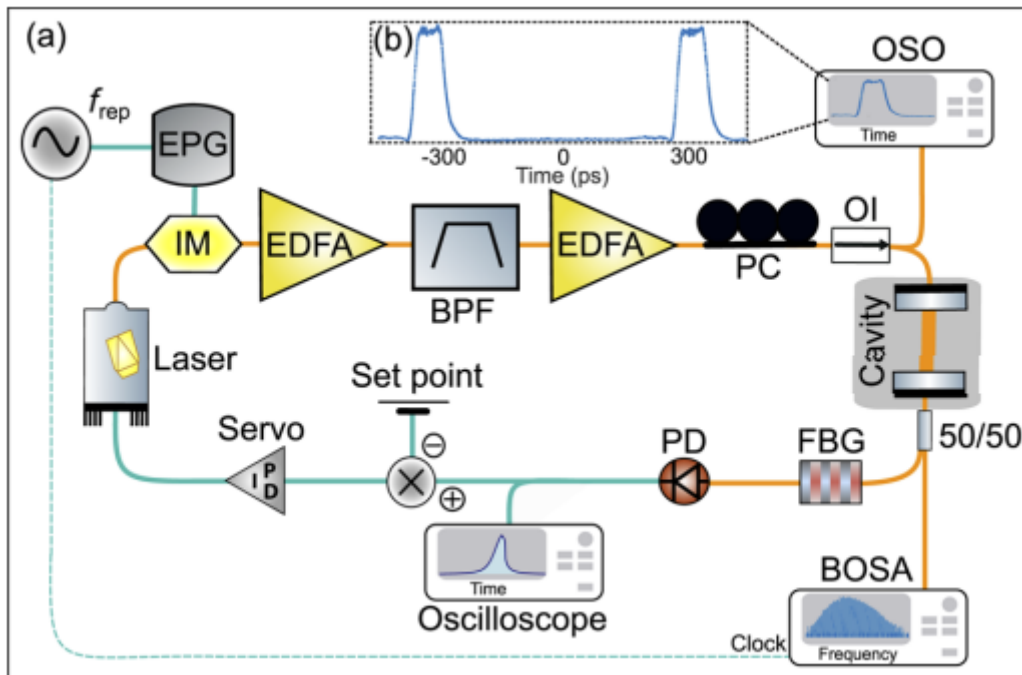 (a)
(b)
OSO
f_rep
EPG
Time
-300 0 300
Time (ps)
IM
EDFA
BPF
EDFA
PC
OI
Laser
Cavity
Set point
50/50
Servo
PD
FBG
I P D
Time
Oscilloscope
BOSA
Clock
Frequency